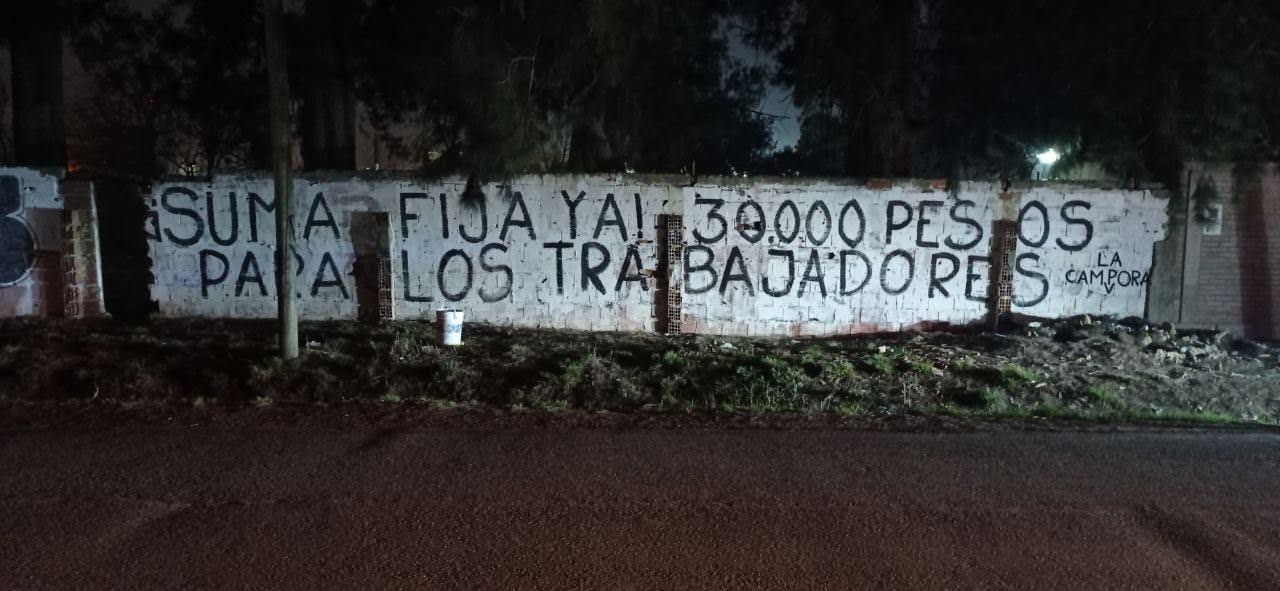 ¡SUMA FIJA YA! 30.000 PESOS
PARA LOS TRABAJADORES
LA
CAMPORA